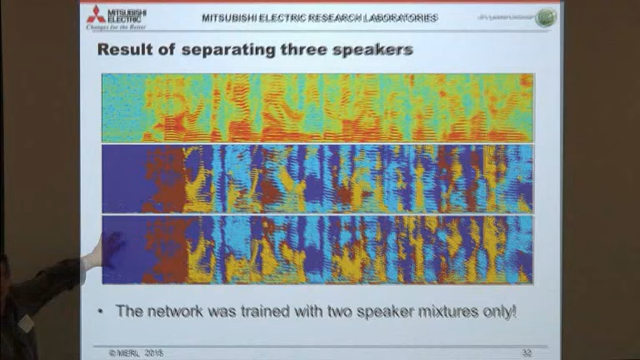 MITSUBISHI
ELECTRIC
Changes for the Better
MITSUBISHI ELECTRIC RESEARCH LABORATORIES
Result of separating three speakers
• The network was trained with two speaker mixtures only!
© MERL 2015
32